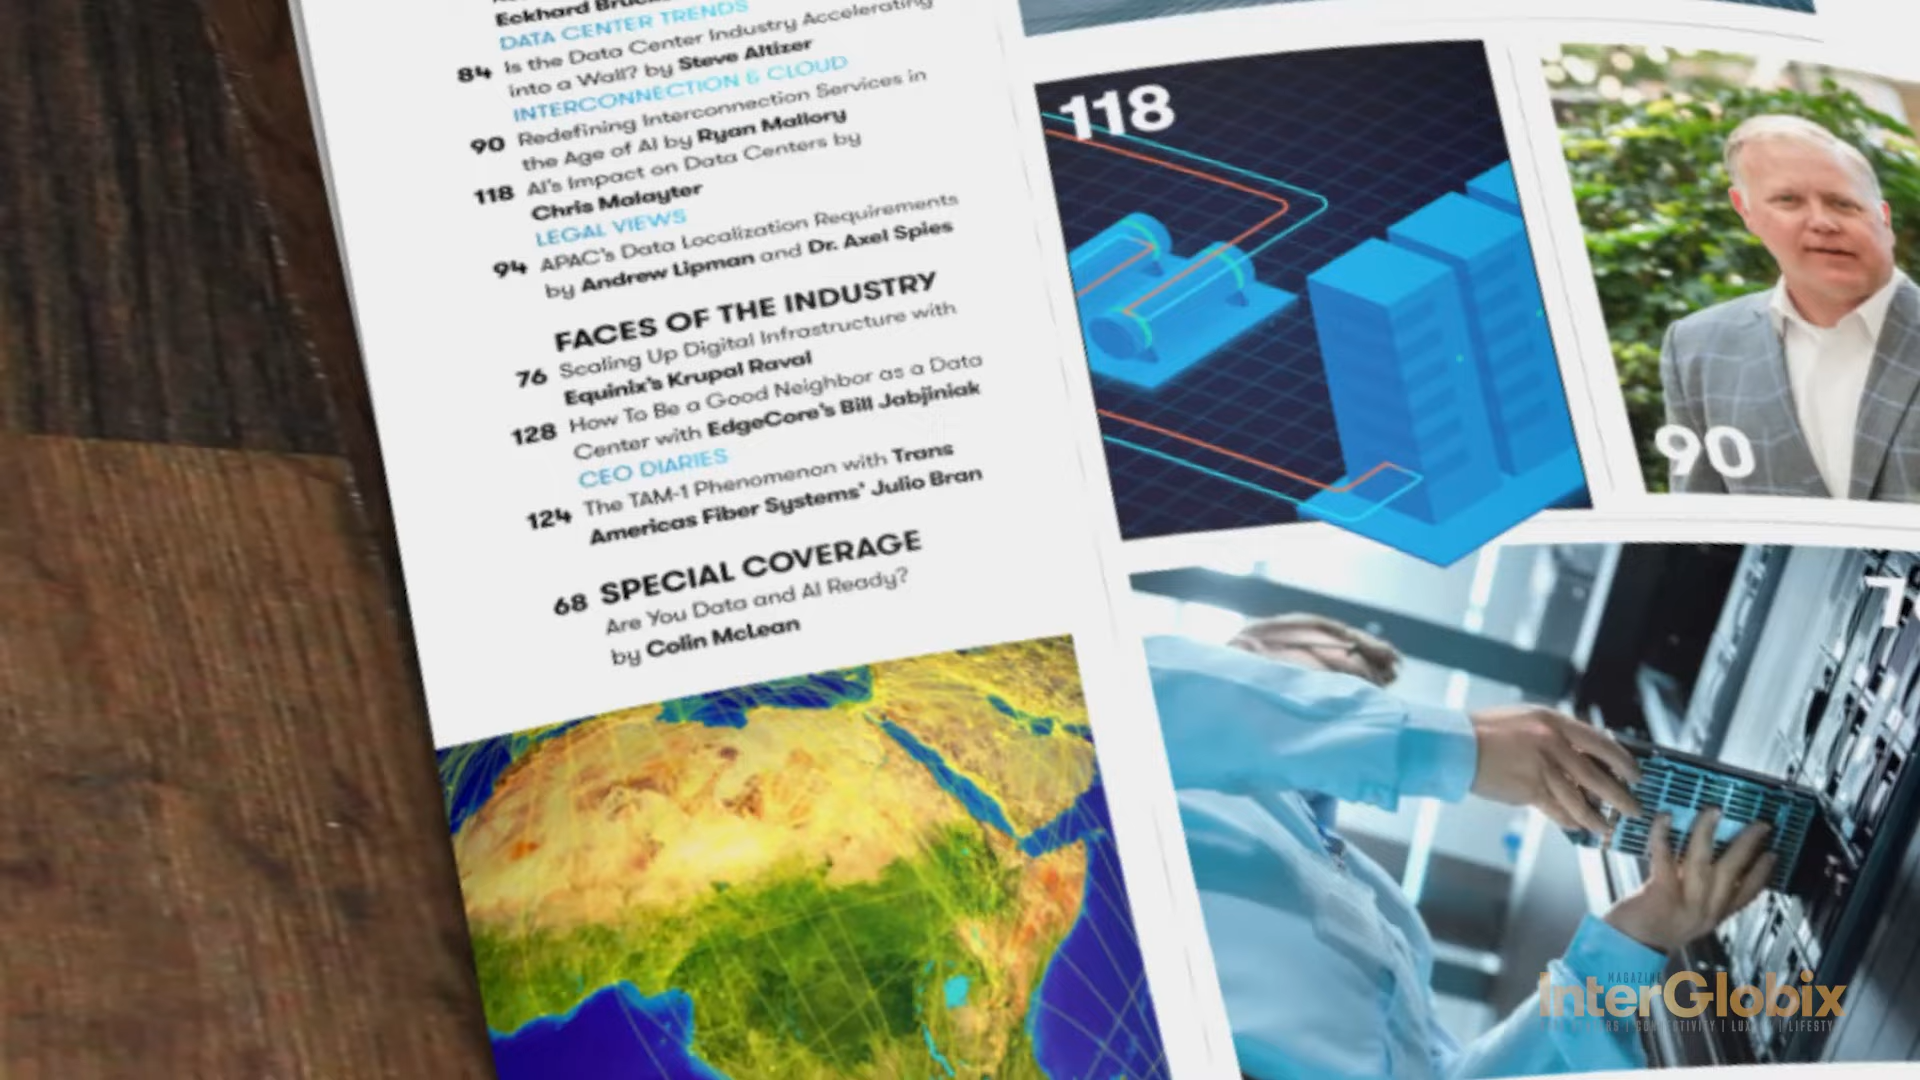 Eckhard
DATA CENTER TRENDS
84 Is the Data Center Industry Accelerating
into a Wall? by Steve Altizer
INTERCONNECTION & CLOUD
90 Redefining Interconnection Services in
the Age of AI by Ryan Mallory
118 AI's Impact on Data Centers by
Chris Malayter
LEGAL VIEWS
94 APAC's Data Localization Requirements
by Andrew Lipman and Dr. Axel Spies
FACES OF THE INDUSTRY
76 Scaling Up Digital Infrastructure with
Equinix's Krupal Raval
128 How To Be a Good Neighbor as a Data
Center with EdgeCore's Bill Jabjiniak
CEO DIARIES
124 The TAM-1 Phenomenon with Trans
Americas Fiber Systems' Julio Bran
68 SPECIAL COVERAGE
Are You Data and AI Ready?
by Colin McLean
118
90
7
MAGAZINE
InterGlobix